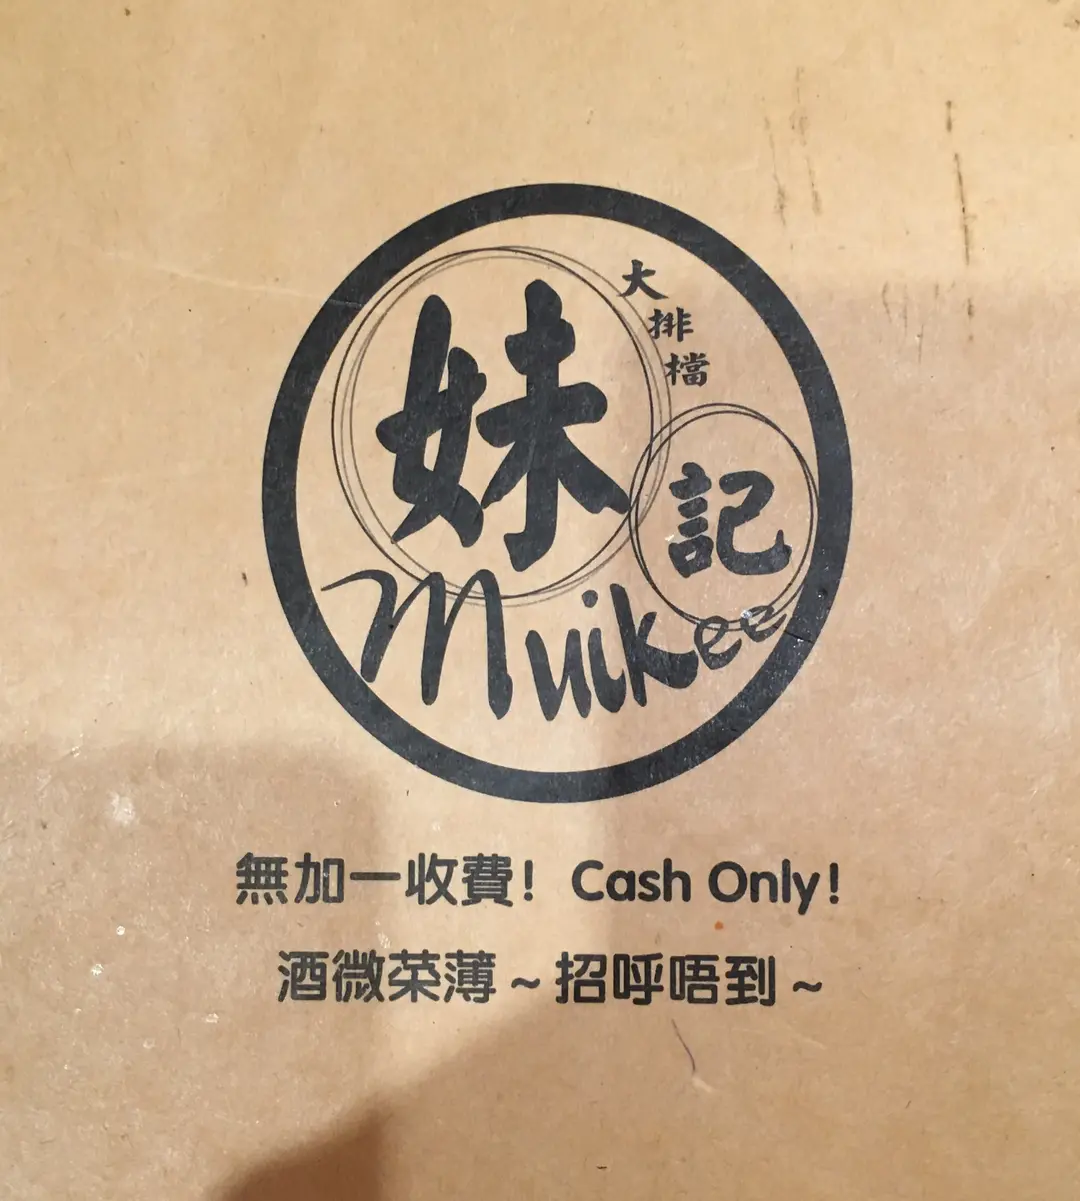 大排檔
妹記
Muikee
無加一收費! Cash Only!
酒微菜薄~招呼唔到~